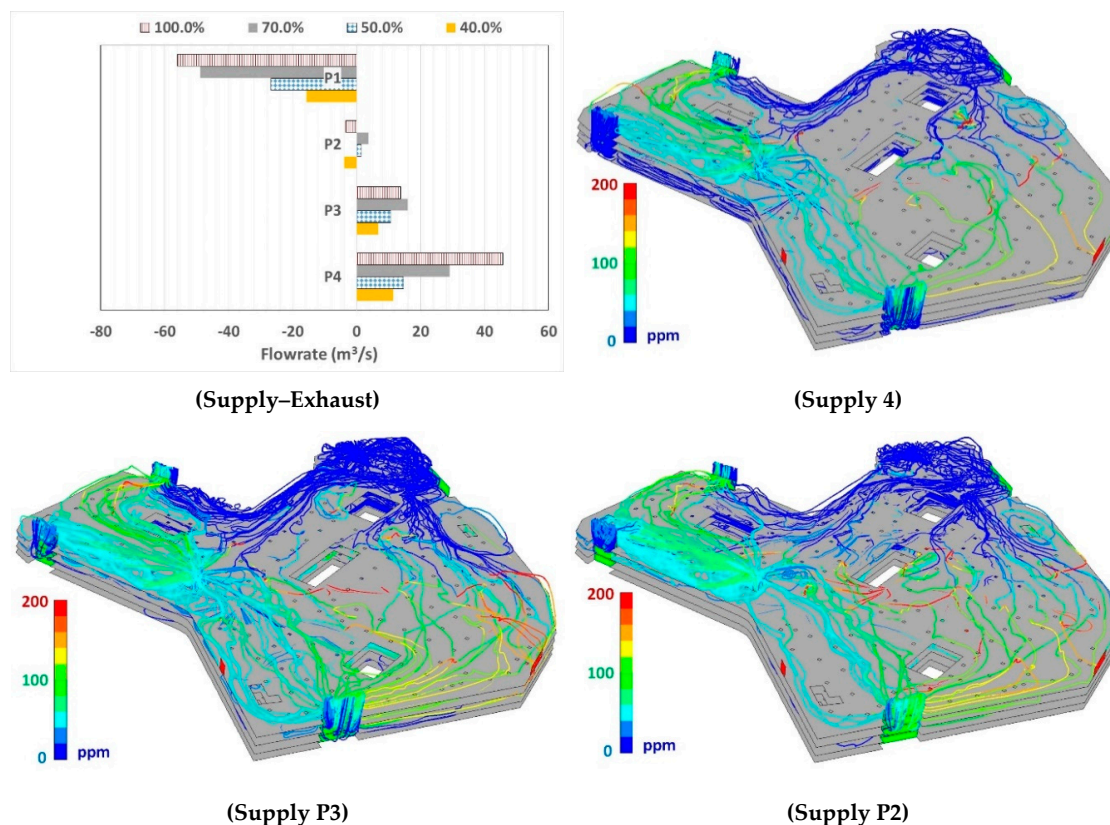 100.0% 70.0% 50.0% 40.0%
P1
P2
P3
P4
-80 -60 -40 -20 0 20 40 60
Flowrate (m³/s)
(Supply–Exhaust)
200
100
0 ppm
(Supply 4)
200
100
0 ppm
(Supply P3)
200
100
0 ppm
(Supply P2)